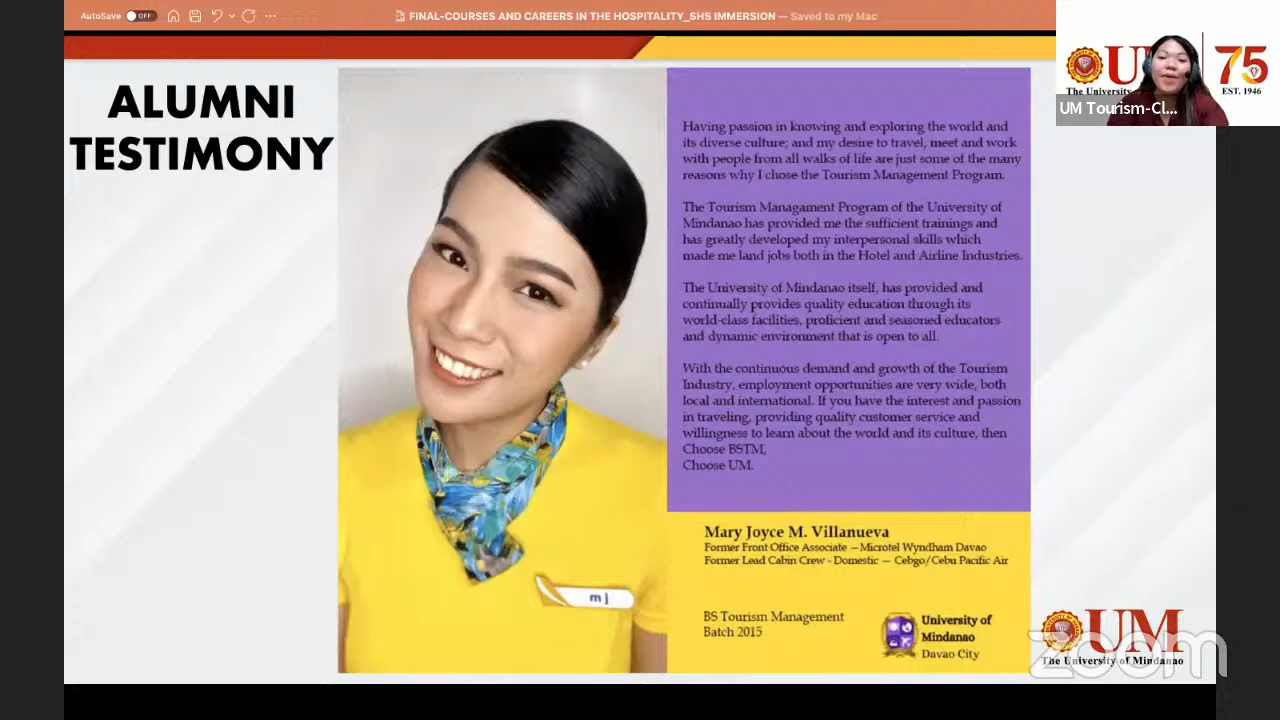 AutoSave OFF
FINAL-COURSES AND CAREERS IN THE HOSPITALITY_SHS IMMERSION — Saved to my Mac
ALUMNI
TESTIMONY
Having passion in knowing and exploring the world and
its diverse culture; and my desire to travel, meet and work
with people from all walks of life are just some of the many
reasons why I chose the Tourism Management Program.
The Tourism Managament Program of the University of
Mindanao has provided me the sufficient trainings and
has greatly developed my interpersonal skills which
made me land jobs both in the Hotel and Airline Industries.
The University of Mindanao itself, has provided and
continually provides quality education through its
world-class facilities, proficient and seasoned educators
and dynamic environment that is open to all.
With the continuous demand and growth of the Tourism
Industry, employment opportunities are very wide, both
local and international. If you have the interest and passion
in traveling, providing quality customer service and
willingness to learn about the world and its culture, then
Choose BSTM,
Choose UM.
mj
Mary Joyce M. Villanueva
Former Front Office Associate — Microtel Wyndham Davao
Former Lead Cabin Crew - Domestic — Cebgo/Cebu Pacific Air
BS Tourism Management
Batch 2015
University of
Mindanao
Davao City
U
The University
75
EST. 1946
UM Tourism-Cl...
UM
The University of Mindanao
zoom